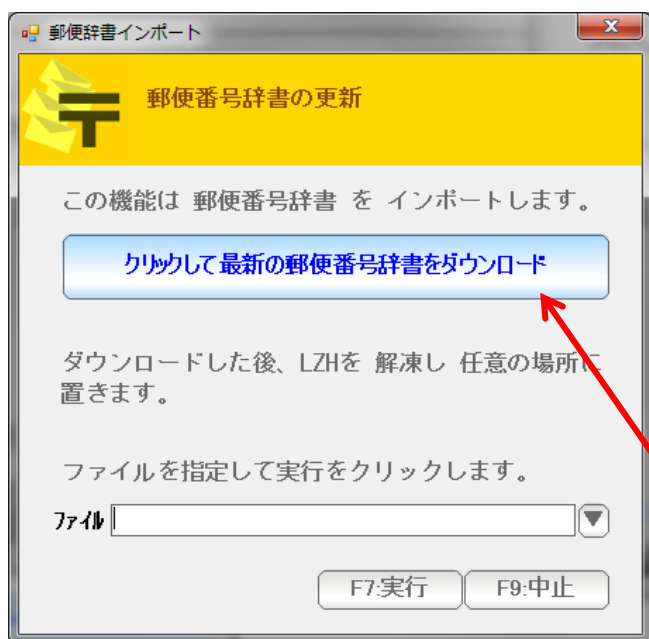 郵便辞書インポート
郵便番号辞書の更新
この機能は 郵便番号辞書 を インポートします。
クリックして最新の郵便番号辞書をダウンロード
ダウンロードした後、LZHを 解凍し 任意の場所に
置きます。
ファイルを指定して実行をクリックします。
ファイル
F7:実行 F9:中止